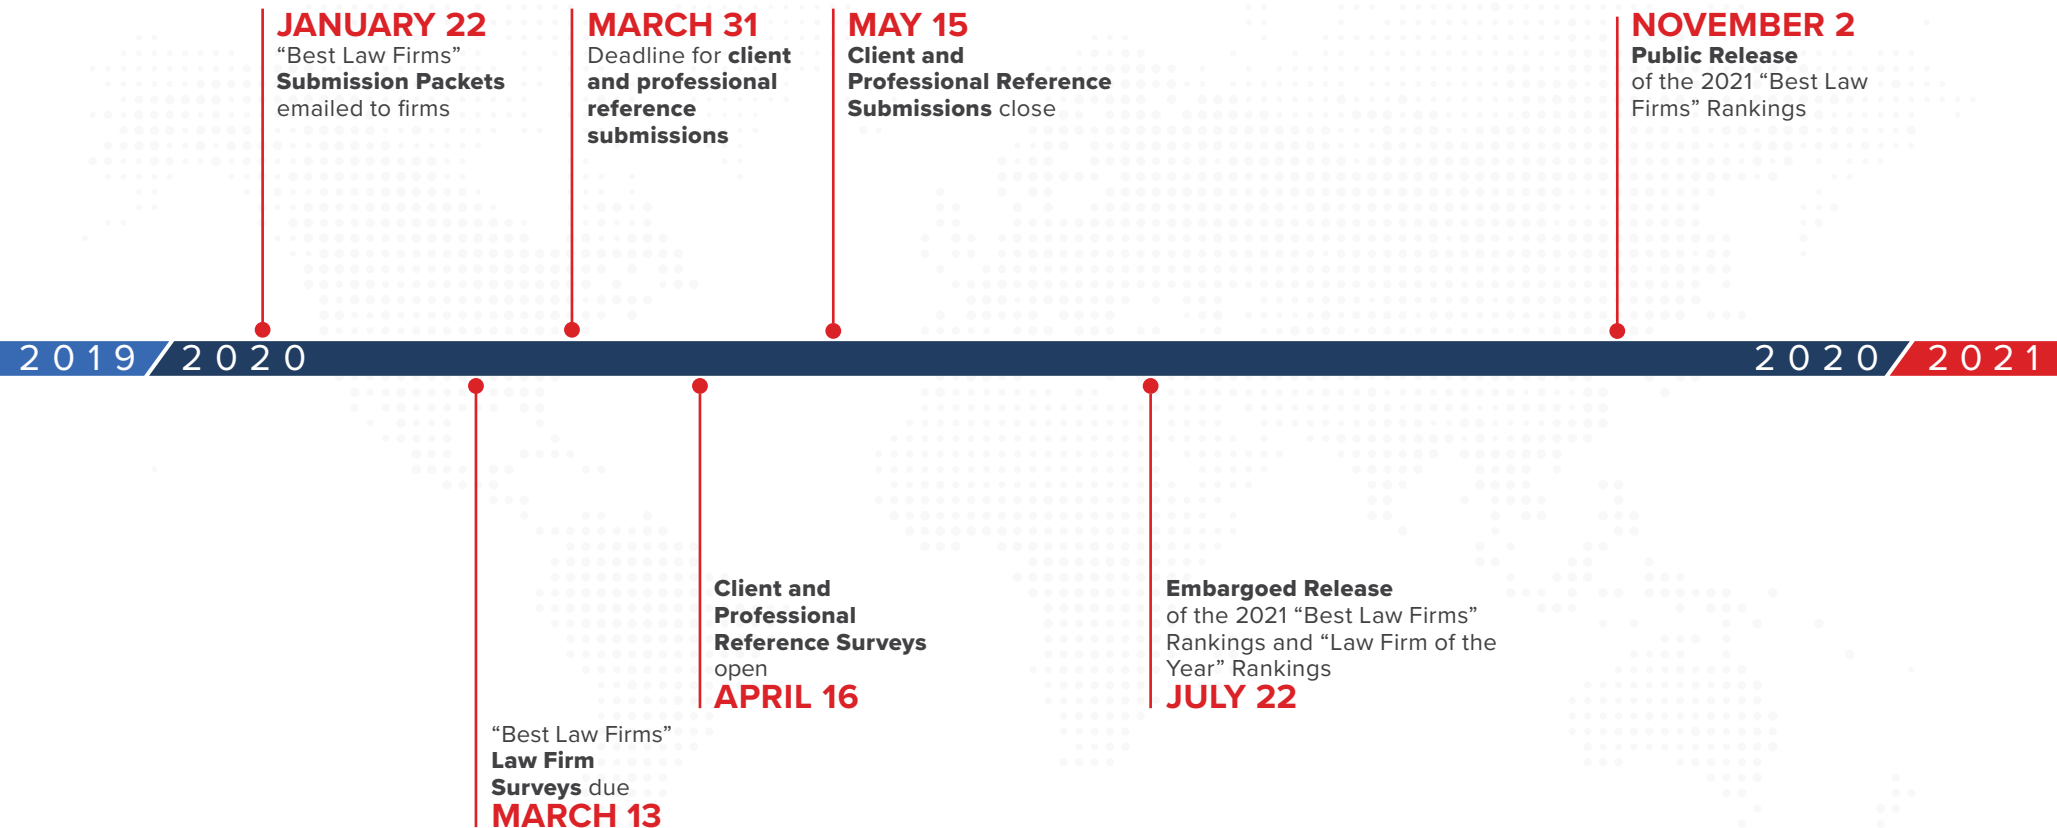 JANUARY 22
“Best Law Firms”
Submission Packets
emailed to firms
MARCH 31
Deadline for client
and professional
reference
submissions
MAY 15
Client and
Professional Reference
Submissions close
NOVEMBER 2
Public Release
of the 2021 “Best Law
Firms” Rankings
2019
2020
2020
2021
“Best Law Firms”
Law Firm
Surveys due
MARCH 13
Client and
Professional
Reference Surveys
open
APRIL 16
Embargoed Release
of the 2021 “Best Law Firms”
Rankings and “Law Firm of the
Year” Rankings
JULY 22